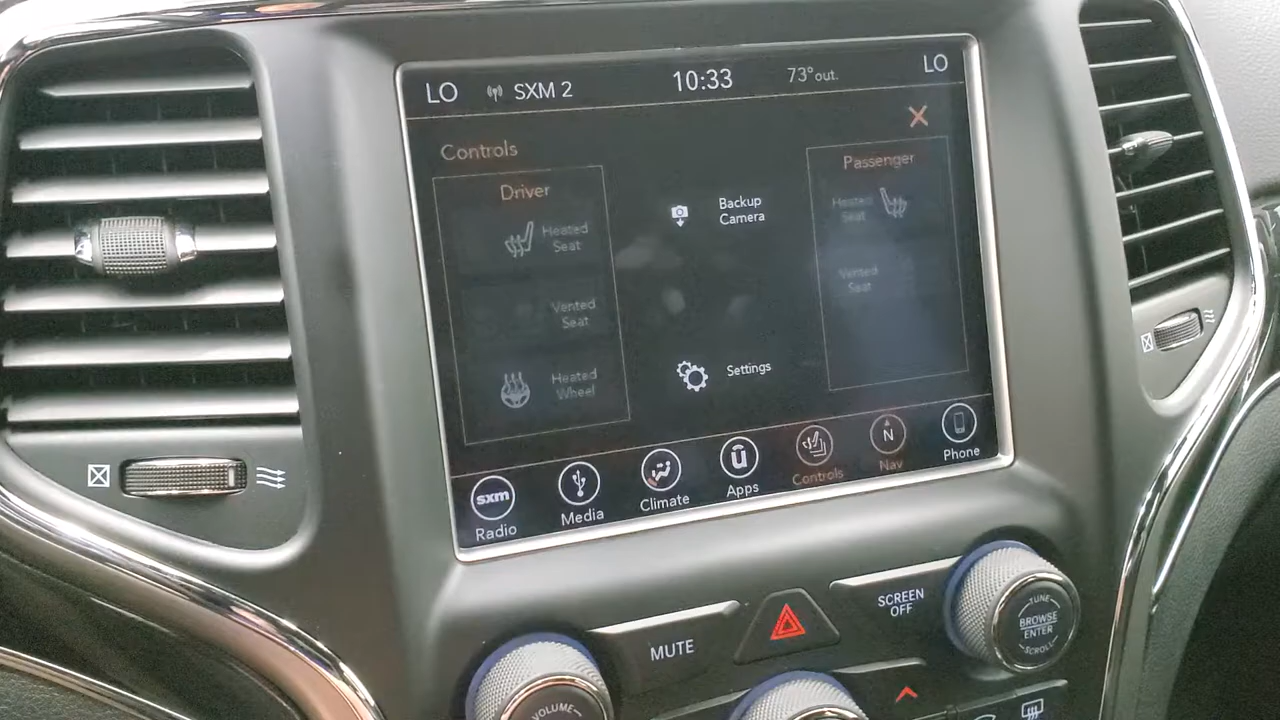 LO SXM 2 10:33 73°out. LO
Controls
Driver
Heated
Seat
Vented
Seat
Heated
Wheel
Backup
Camera
Settings
Passenger
Heated
Seat
Vented
Seat
sxm
Radio
Media
Climate
Apps
Controls
N
Nav
Phone
MUTE
SCREEN
OFF
VOLUME
TUNE
BROWSE
ENTER
SCROLL